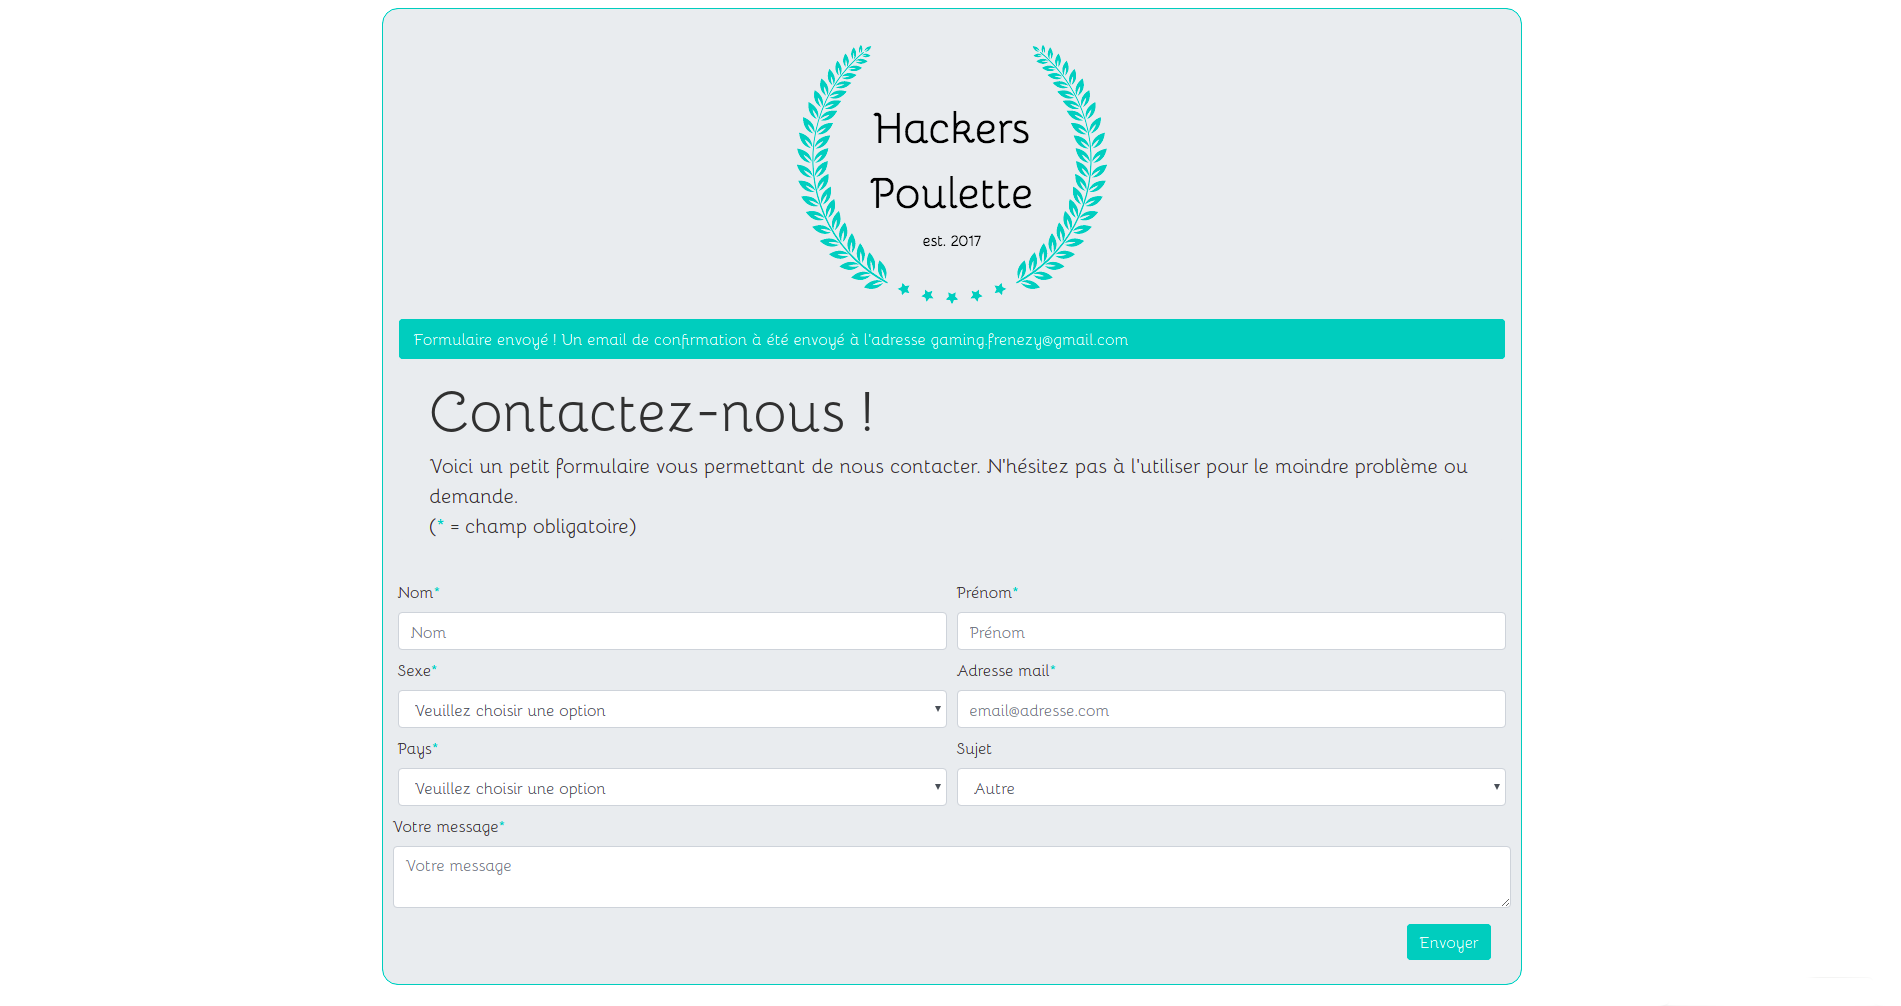 Hackers
Poulette
est. 2017
Formulaire envoyé ! Un email de confirmation à été envoyé à l'adresse gaming.frenezy@gmail.com
Contactez-nous !
Voici un petit formulaire vous permettant de nous contacter. N'hésitez pas à l'utiliser pour le moindre problème ou
demande.
(* = champ obligatoire)
Nom*
Prénom*
Nom
Prénom
Sexe*
Adresse mail*
Veuillez choisir une option
email@adresse.com
Pays*
Sujet
Veuillez choisir une option
Autre
Votre message*
Votre message
Envoyer